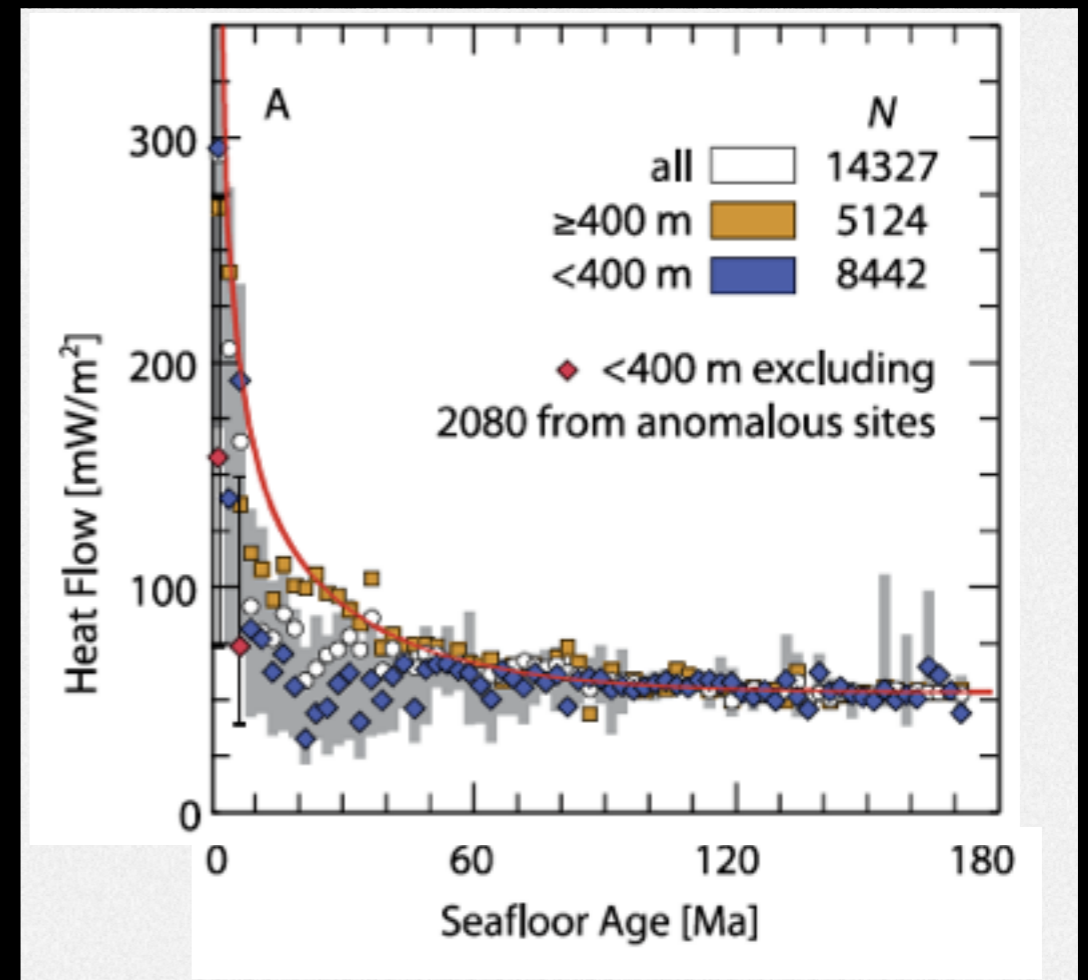 A
N
all 14327
≥400 m 5124
<400 m 8442
<400 m excluding
2080 from anomalous sites
Heat Flow [mW/m²]
300
200
100
0
0 60 120 180
Seafloor Age [Ma]